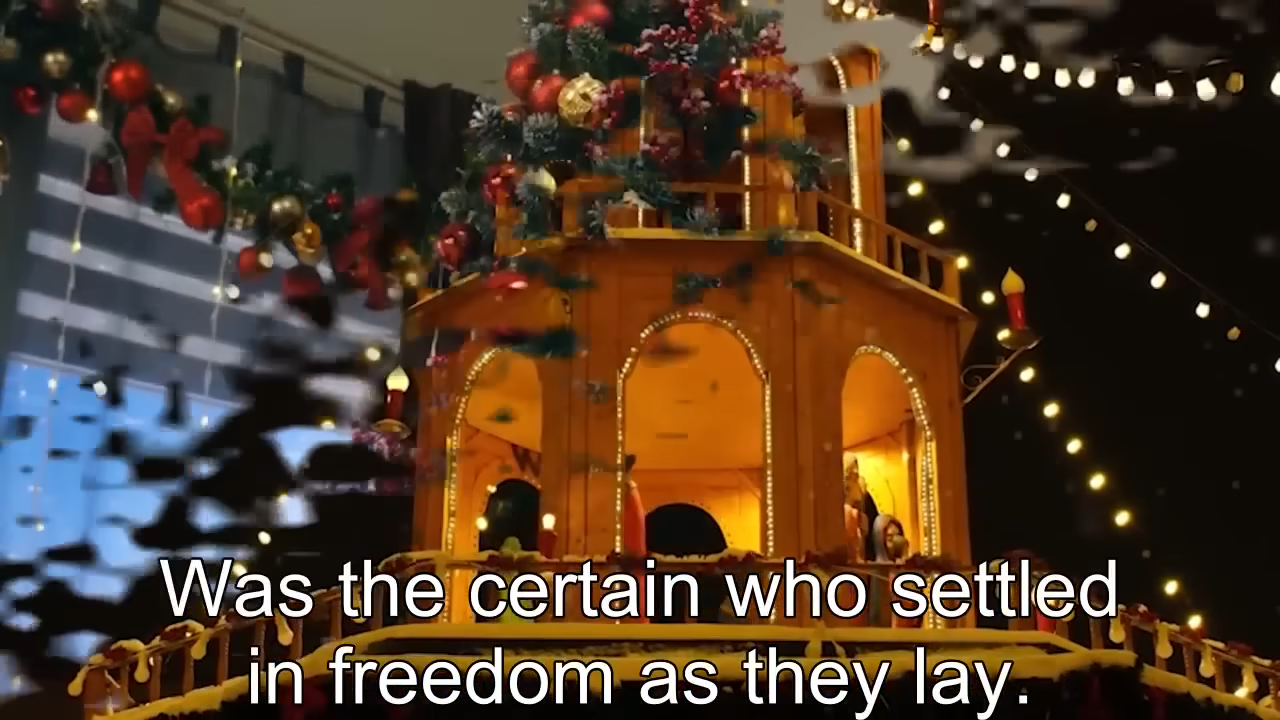 Was the certain who settled
in freedom as they lay.